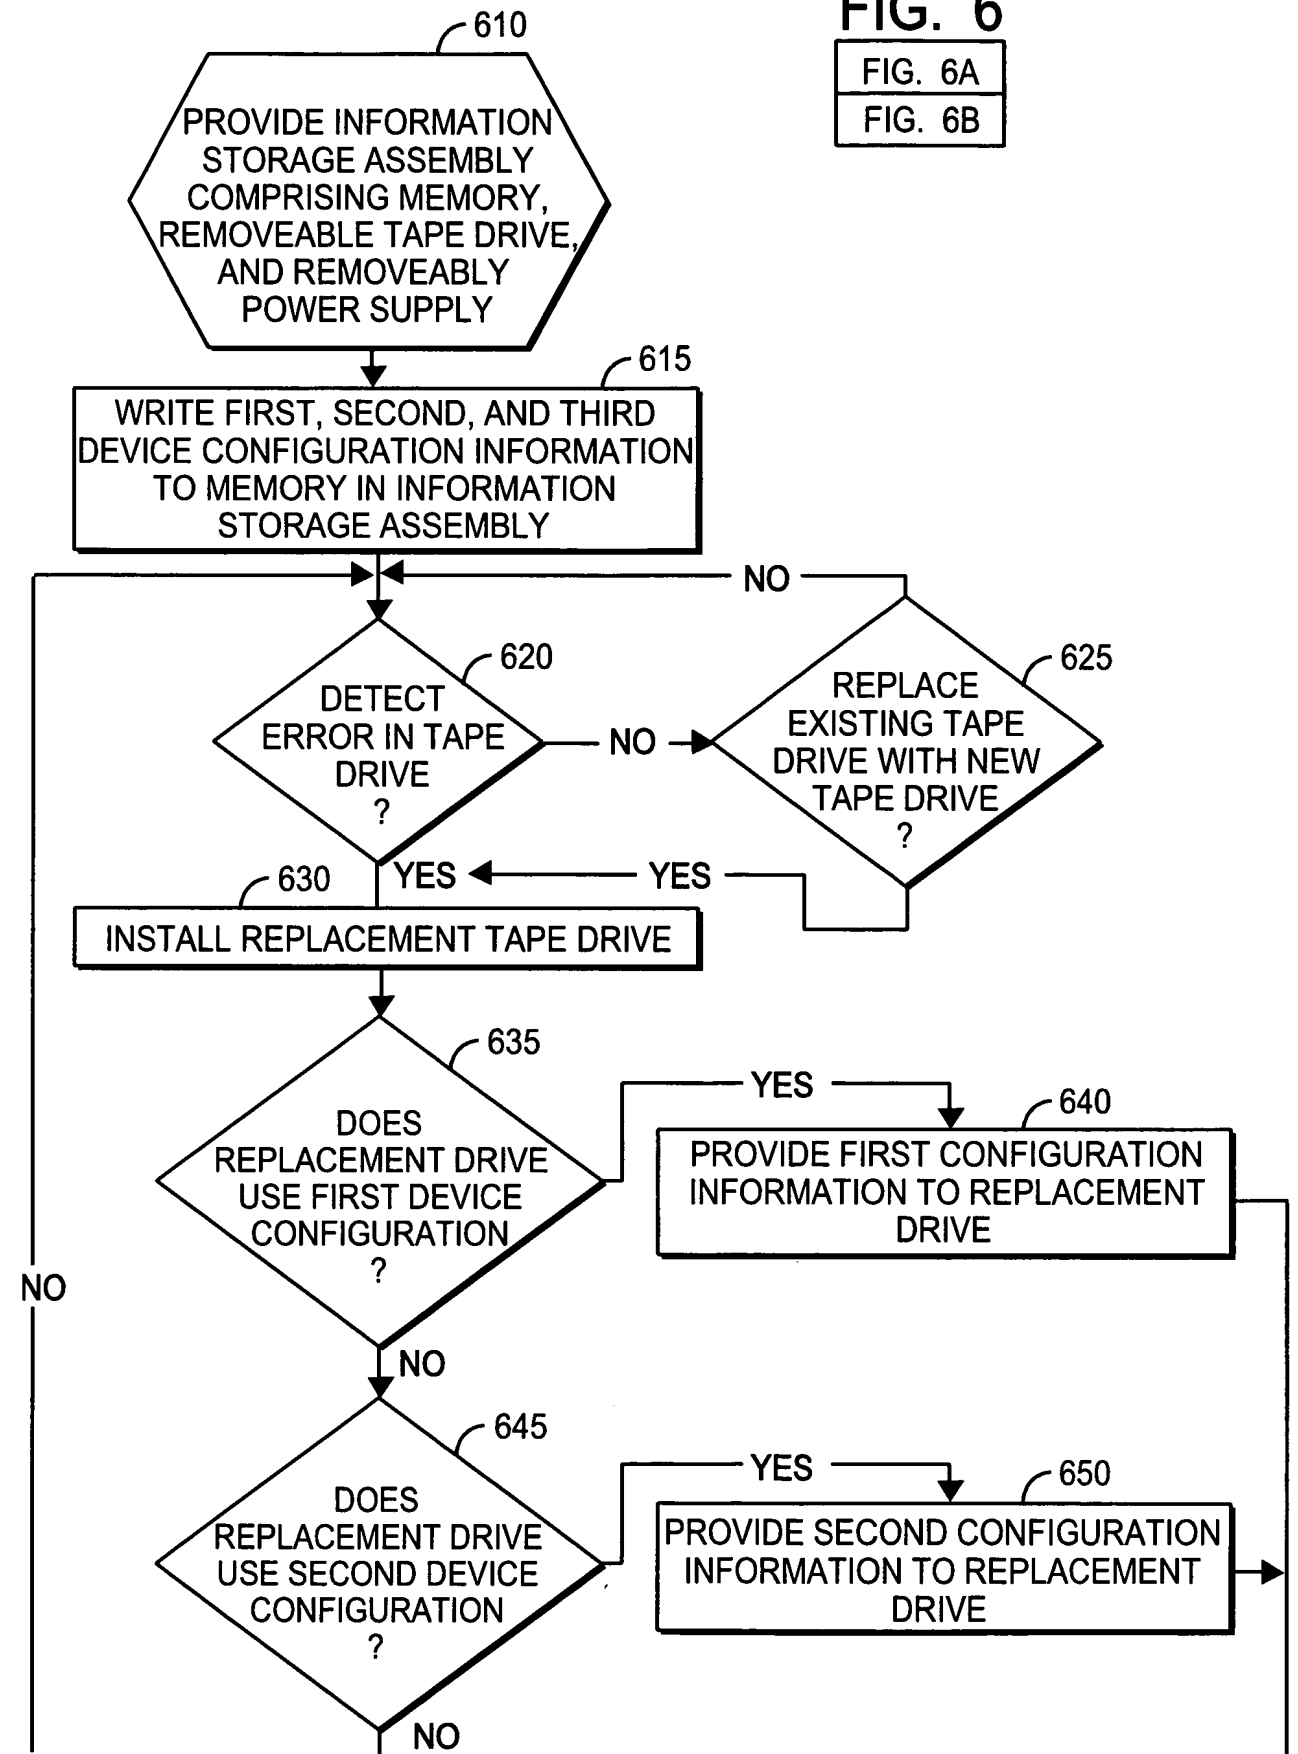 FIG. 6
FIG. 6A
FIG. 6B
610
PROVIDE INFORMATION
STORAGE ASSEMBLY
COMPRISING MEMORY,
REMOVEABLE TAPE DRIVE,
AND REMOVEABLY
POWER SUPPLY
615
WRITE FIRST, SECOND, AND THIRD
DEVICE CONFIGURATION INFORMATION
TO MEMORY IN INFORMATION
STORAGE ASSEMBLY
NO
620
DETECT
ERROR IN TAPE
DRIVE
?
NO
625
REPLACE
EXISTING TAPE
DRIVE WITH NEW
TAPE DRIVE
?
YES
YES
630
INSTALL REPLACEMENT TAPE DRIVE
635
DOES
REPLACEMENT DRIVE
USE FIRST DEVICE
CONFIGURATION
?
YES
640
PROVIDE FIRST CONFIGURATION
INFORMATION TO REPLACEMENT
DRIVE
NO
NO
645
DOES
REPLACEMENT DRIVE
USE SECOND DEVICE
CONFIGURATION
?
YES
650
PROVIDE SECOND CONFIGURATION
INFORMATION TO REPLACEMENT
DRIVE
NO